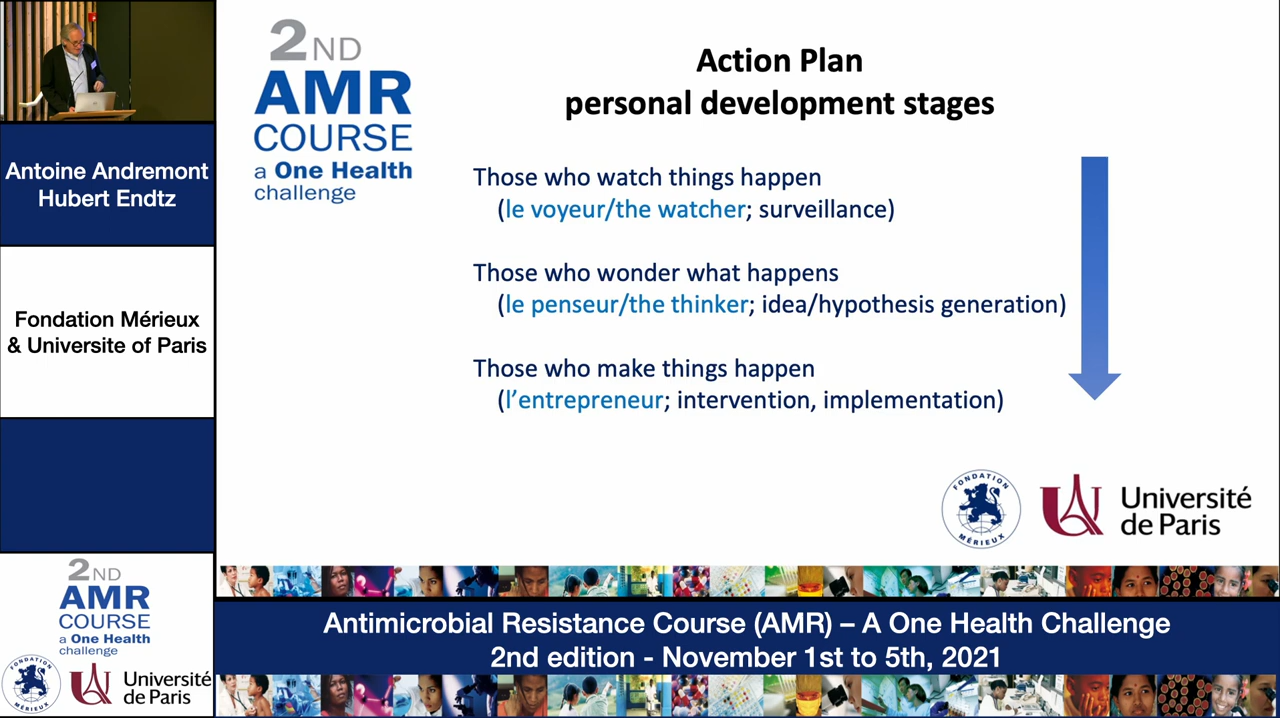 Antoine Andremont
Hubert Endtz
Fondation Mérieux
& Universite of Paris
2ND
AMR
COURSE
a One Health
challenge
FONDATION
MÉRIEUX
Université
de Paris
2ND
AMR
COURSE
a One Health
challenge
Action Plan
personal development stages
Those who watch things happen
(le voyeur/the watcher; surveillance)
Those who wonder what happens
(le penseur/the thinker; idea/hypothesis generation)
Those who make things happen
(l’entrepreneur; intervention, implementation)
FONDATION
MÉRIEUX
Université
de Paris
Antimicrobial Resistance Course (AMR) – A One Health Challenge
2nd edition - November 1st to 5th, 2021